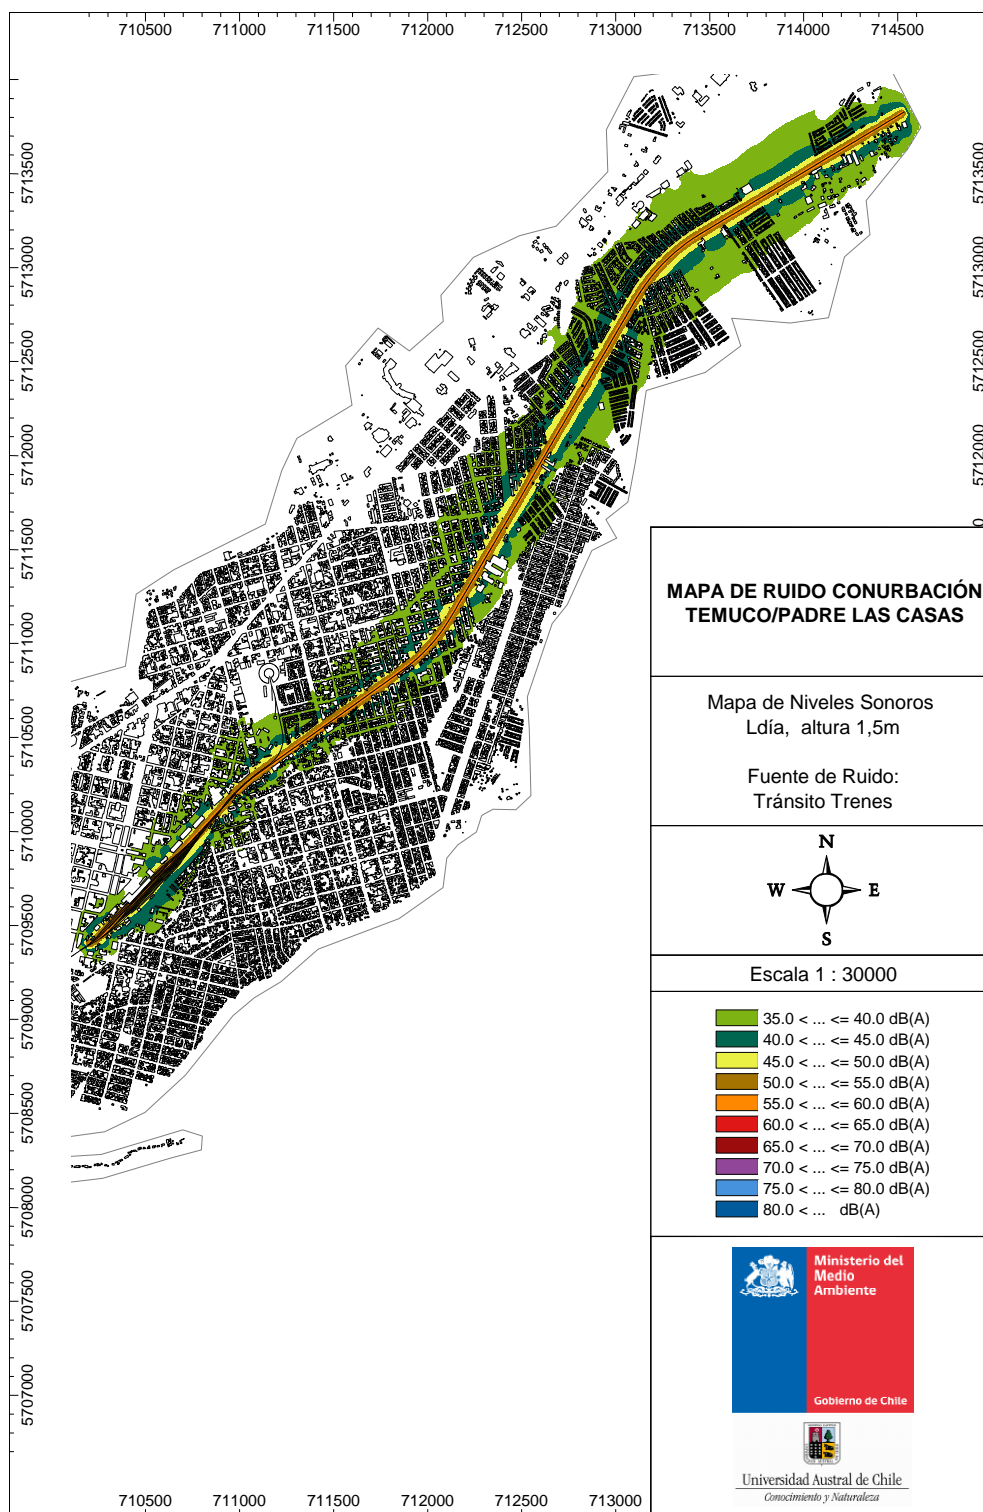 710500 711000 711500 712000 712500 713000 713500 714000 714500
5713500
5713000
5712500
5712000
5711500
5711000
5710500
5710000
5709500
5709000
5708500
5708000
5707500
5707000
5713500
5713000
5712500
5712000
0
MAPA DE RUIDO CONURBACIÓN
TEMUCO/PADRE LAS CASAS
Mapa de Niveles Sonoros
Ldía, altura 1,5m
Fuente de Ruido:
Tránsito Trenes
N
W E
S
Escala 1 : 30000
35.0 < ... <= 40.0 dB(A)
40.0 < ... <= 45.0 dB(A)
45.0 < ... <= 50.0 dB(A)
50.0 < ... <= 55.0 dB(A)
55.0 < ... <= 60.0 dB(A)
60.0 < ... <= 65.0 dB(A)
65.0 < ... <= 70.0 dB(A)
70.0 < ... <= 75.0 dB(A)
75.0 < ... <= 80.0 dB(A)
80.0 < ... dB(A)
Ministerio del
Medio
Ambiente
Gobierno de Chile
Universidad Austral de Chile
Conocimiento y Naturaleza
710500 711000 711500 712000 712500 713000